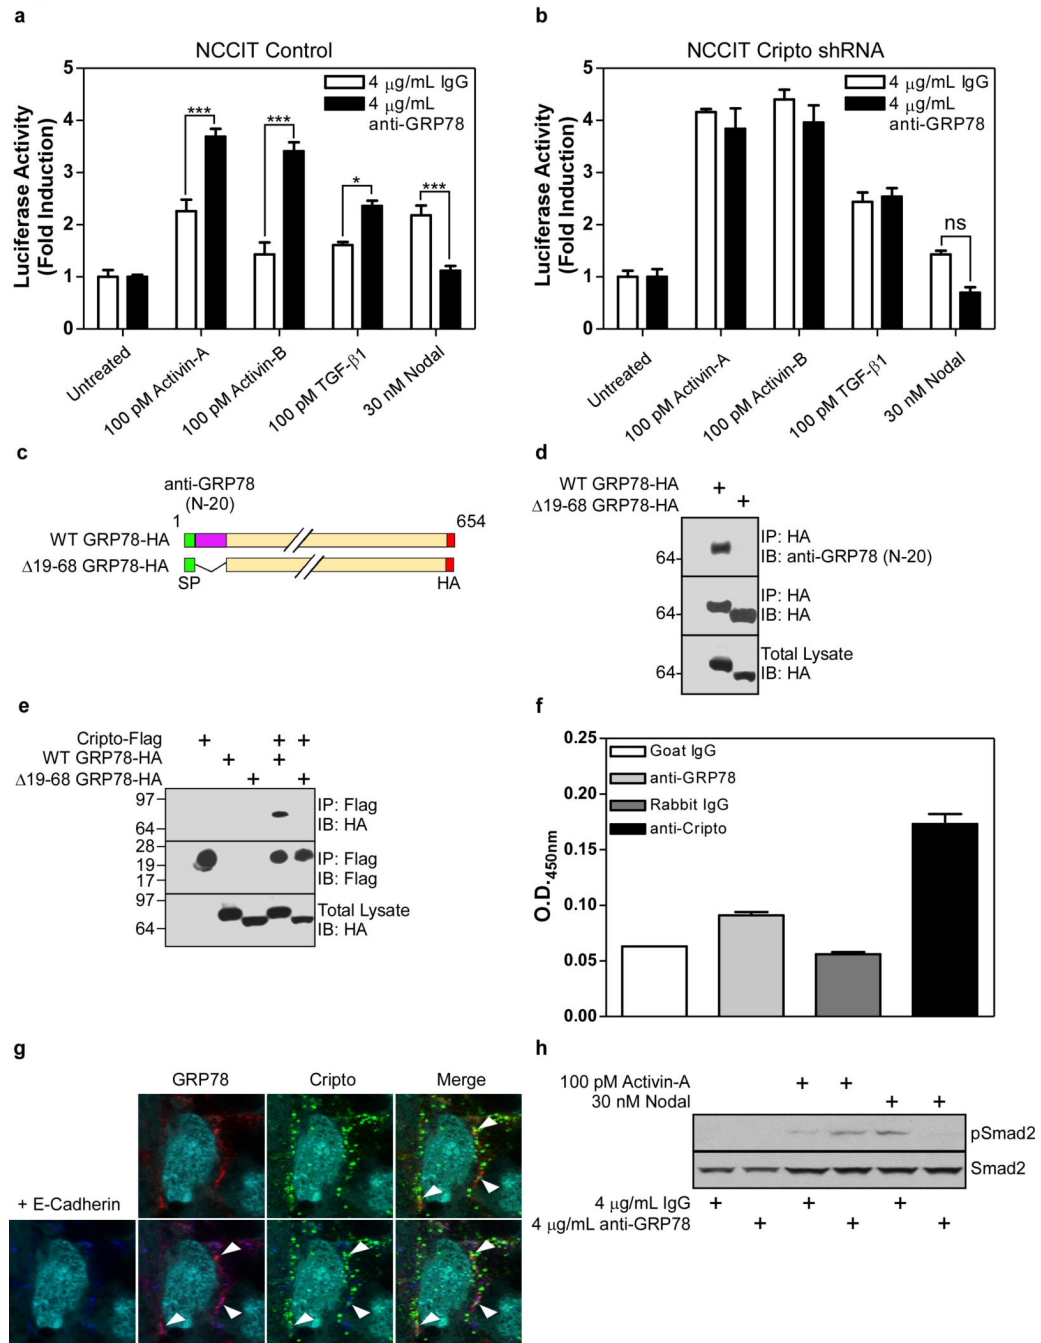 a
NCCIT Control
Luciferase Activity
(Fold Induction)
5
4
3
2
1
0
4 μg/mL IgG
4 μg/mL
anti-GRP78
***
***
*
***
Untreated
100 pM Activin-A
100 pM Activin-B
100 pM TGF-β1
30 nM Nodal
b
NCCIT Cripto shRNA
Luciferase Activity
(Fold Induction)
5
4
3
2
1
0
4 μg/mL IgG
4 μg/mL
anti-GRP78
ns
Untreated
100 pM Activin-A
100 pM Activin-B
100 pM TGF-β1
30 nM Nodal
c
anti-GRP78
(N-20)
1
654
WT GRP78-HA
Δ19-68 GRP78-HA
SP
HA
d
WT GRP78-HA +
Δ19-68 GRP78-HA +
64
IP: HA
IB: anti-GRP78 (N-20)
64
IP: HA
IB: HA
64
Total Lysate
IB: HA
e
Cripto-Flag + + +
WT GRP78-HA + +
Δ19-68 GRP78-HA + +
97
64
IP: Flag
IB: HA
28
19
17
IP: Flag
IB: Flag
97
64
Total Lysate
IB: HA
f
O.D.450nm
0.25
0.20
0.15
0.10
0.05
0.00
Goat IgG
anti-GRP78
Rabbit IgG
anti-Cripto
g
GRP78
Cripto
Merge
+ E-Cadherin
h
100 pM Activin-A + +
30 nM Nodal + +
pSmad2
Smad2
4 μg/mL IgG + + +
4 μg/mL anti-GRP78 + + +